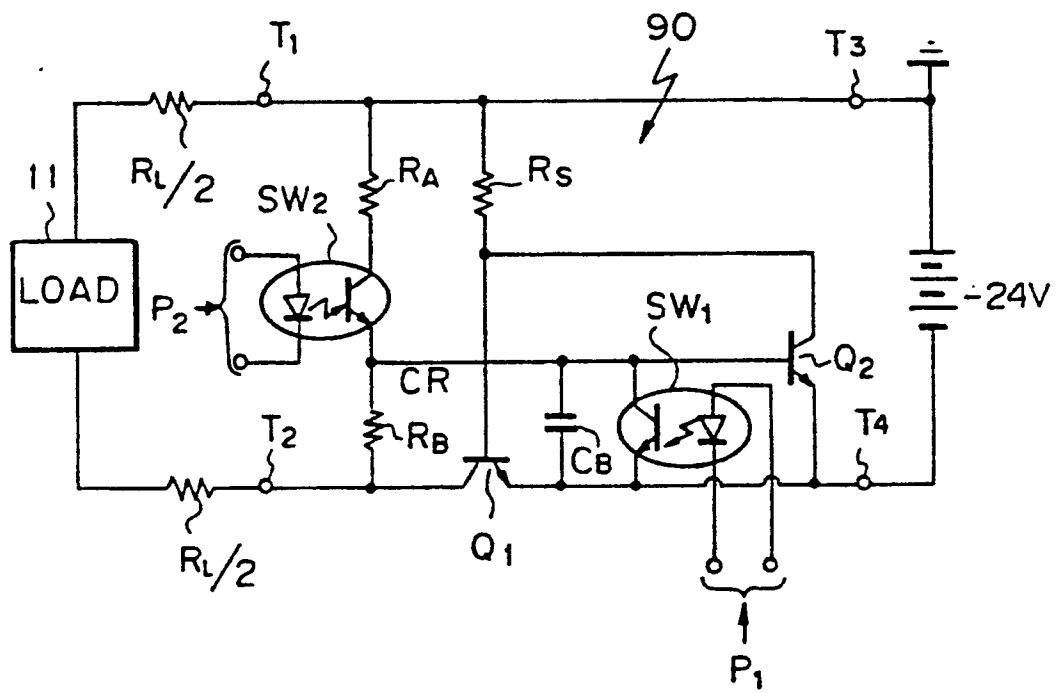 90
T1
T3
11
RL/2
RA
RS
SW2
LOAD
P2
SW1
-24V
CR
Q2
T2
RB
CB
T4
Q1
RL/2
P1